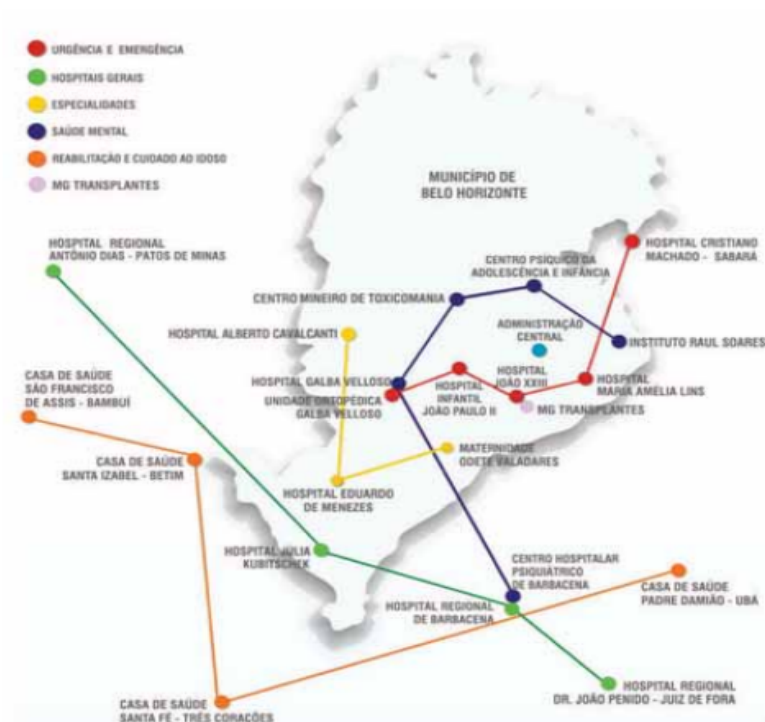 URGÊNCIA E EMERGÊNCIA
HOSPITAIS GERAIS
ESPECIALIDADES
SAÚDE MENTAL
REABILITAÇÃO E CUIDADO AO IDOSO
MG TRANSPLANTES
MUNICÍPIO DE
BELO HORIZONTE
HOSPITAL REGIONAL
ANTÔNIO DIAS - PATOS DE MINAS
HOSPITAL CRISTIANO
MACHADO - SABARÁ
CENTRO PSÍQUICO DA
ADOLESCÊNCIA E INFÂNCIA
CENTRO MINEIRO DE TOXICOMANIA
HOSPITAL ALBERTO CAVALCANTI
ADMINISTRAÇÃO
CENTRAL
INSTITUTO RAUL SOARES
CASA DE SAÚDE
SÃO FRANCISCO
DE ASSIS - BAMBUÍ
HOSPITAL GALBA VELLOSO
UNIDADE ORTOPÉDICA
GALBA VELLOSO
HOSPITAL
INFANTIL
JOÃO PAULO II
HOSPITAL
JOÃO XXIII
HOSPITAL
MARIA AMÉLIA LINS
MG TRANSPLANTES
CASA DE SAÚDE
SANTA IZABEL - BETIM
MATERNIDADE
ODETE VALADARES
HOSPITAL EDUARDO
DE MENEZES
HOSPITAL JÚLIA
KUBITSCHEK
CENTRO HOSPITALAR
PSIQUIÁTRICO
DE BARBACENA
HOSPITAL REGIONAL
DE BARBACENA
CASA DE SAÚDE
PADRE DAMIÃO - UBÁ
CASA DE SAÚDE
SANTA FÉ - TRÊS CORAÇÕES
HOSPITAL REGIONAL
DR. JOÃO PENIDO - JUIZ DE FORA